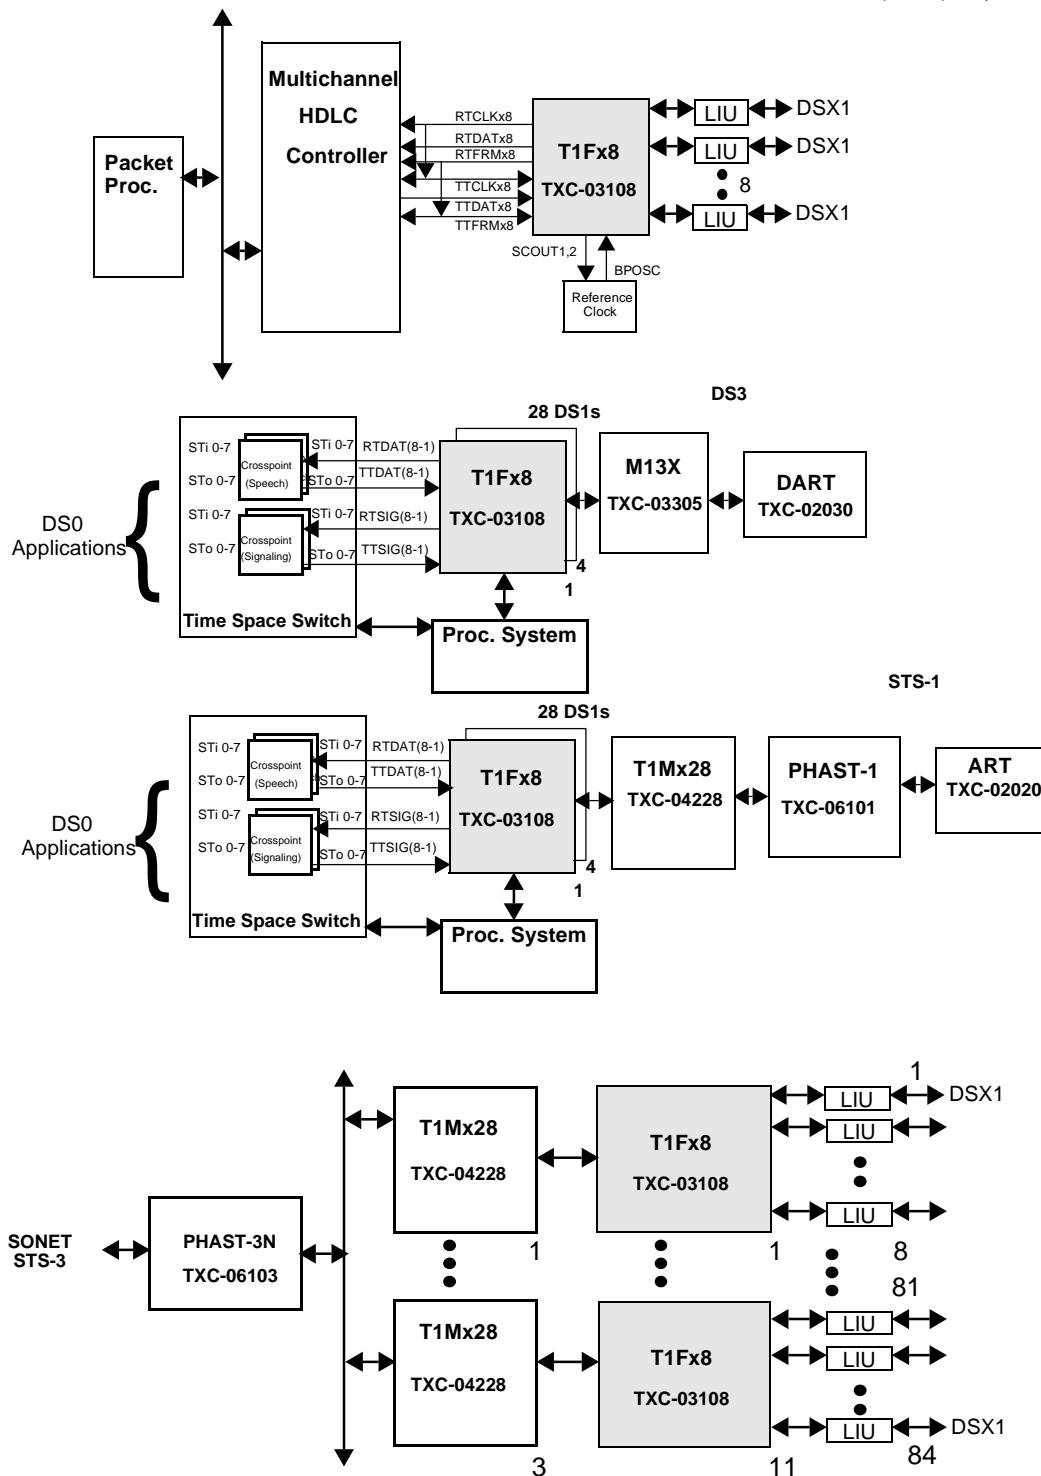 Multichannel
HDLC
Controller
Packet
Proc.
RTCLKx8
RTDATx8
RTFRMx8
TTCLKx8
TTDATx8
TTFRMx8
T1Fx8
TXC-03108
LIU
DSX1
LIU
DSX1
8
LIU
DSX1
SCOUT1,2
BPOSC
Reference
Clock
DS3
28 DS1s
STi 0-7
STi 0-7
RTDAT(8-1)
Crosspoint
(Speech)
STo 0-7
STo 0-7
TTDAT(8-1)
STi 0-7
STi 0-7
RTSIG(8-1)
Crosspoint
(Signaling)
STo 0-7
STo 0-7
TTSIG(8-1)
DS0
Applications
Time Space Switch
T1Fx8
TXC-03108
4
1
M13X
TXC-03305
DART
TXC-02030
Proc. System
STS-1
28 DS1s
STi 0-7
STi 0-7
RTDAT(8-1)
Crosspoint
(Speech)
STo 0-7
STo 0-7
TTDAT(8-1)
STi 0-7
STi 0-7
RTSIG(8-1)
Crosspoint
(Signaling)
STo 0-7
STo 0-7
TTSIG(8-1)
DS0
Applications
Time Space Switch
T1Fx8
TXC-03108
4
1
T1Mx28
TXC-04228
PHAST-1
TXC-06101
ART
TXC-02020
Proc. System
SONET
STS-3
PHAST-3N
TXC-06103
T1Mx28
TXC-04228
1
T1Fx8
TXC-03108
1
1
LIU
DSX1
LIU
LIU
8
81
T1Mx28
TXC-04228
3
T1Fx8
TXC-03108
11
LIU
LIU
LIU
DSX1
84